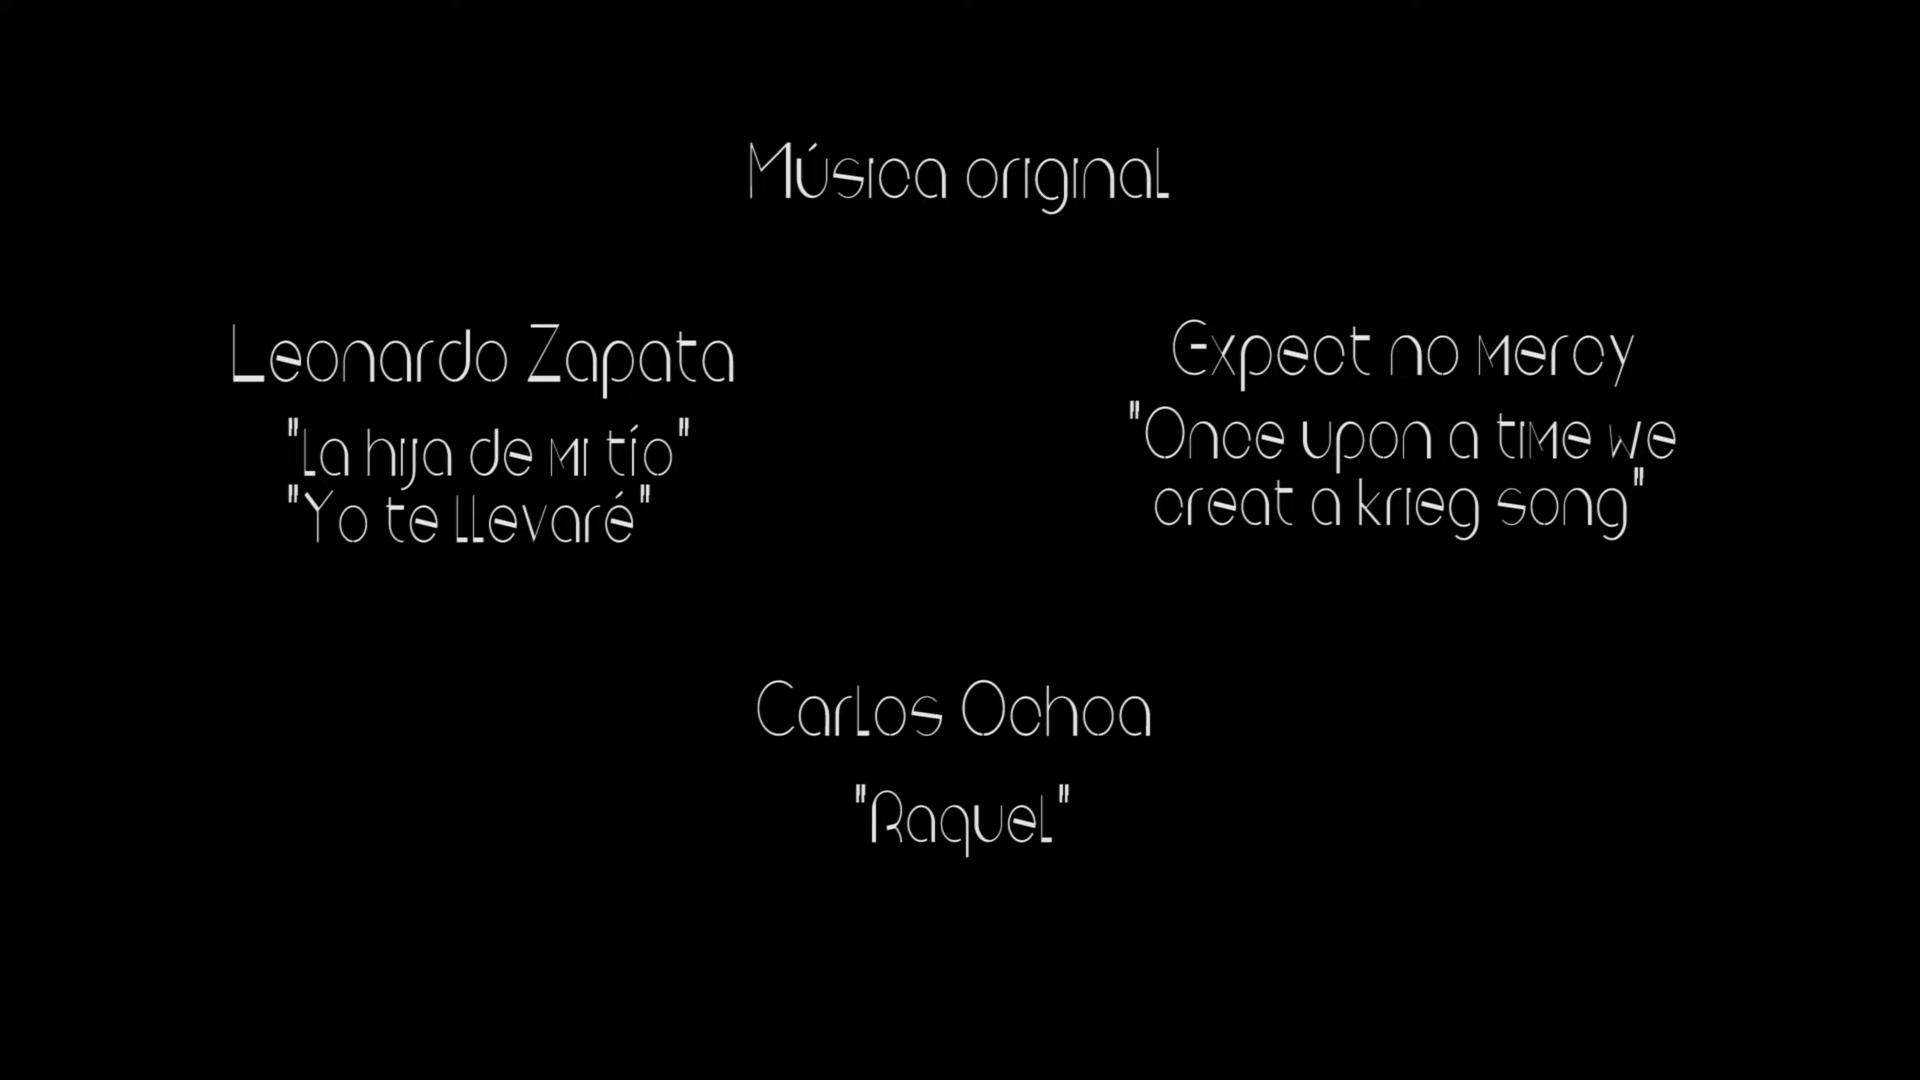 Música original
Leonardo Zapata
"La hija de mi tío"
"Yo te llevaré"
Expect no mercy
"Once upon a time we
creat a krieg song"
Carlos Ochoa
"Raquel"